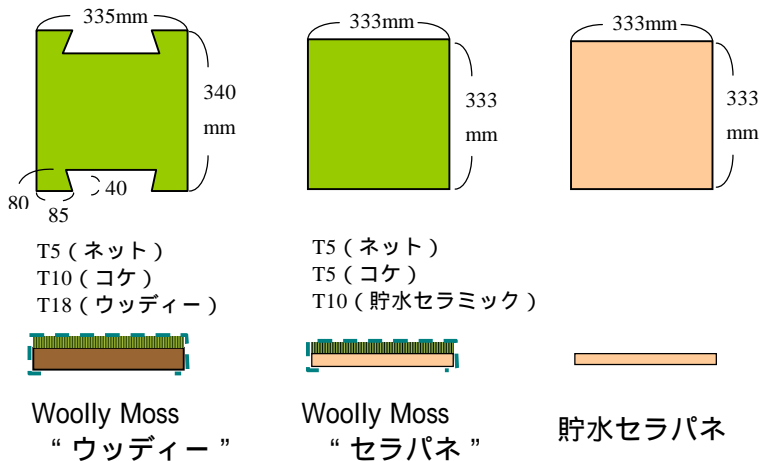 335mm
340
mm
80
85
40
333mm
333
mm
333mm
333
mm
T5（ネット）
T10（コケ）
T18（ウッディー）
T5（ネット）
T5（コケ）
T10（貯水セラミック）
Woolly Moss
“ ウッディー ”
Woolly Moss
“ セラパネ ”
貯水セラパネ